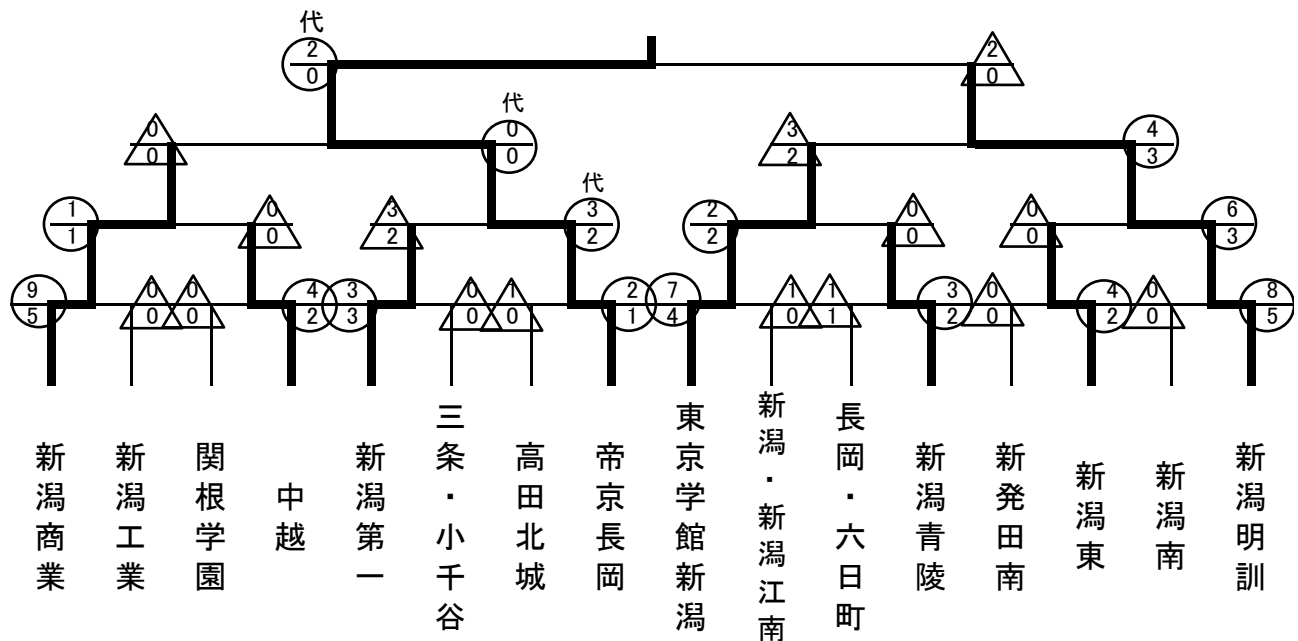 代
2 2
0 0
代
0 0 3 4
0 0 2 3
代
1 0 3 3 2 0 0 6
1 0 2 2 2 0 0 3
9 0 0 4 3 0 1 2 7 1 1 3 0 4 0 8
5 0 0 2 3 0 0 1 4 0 1 2 0 2 0 5
新潟商業
新潟工業
関根学園
中越
新潟第一
三条・小千谷
高田北城
帝京長岡
東京学館新潟
新潟・新潟江南
長岡・六日町
新潟青陵
新発田南
新潟東
新潟南
新潟明訓